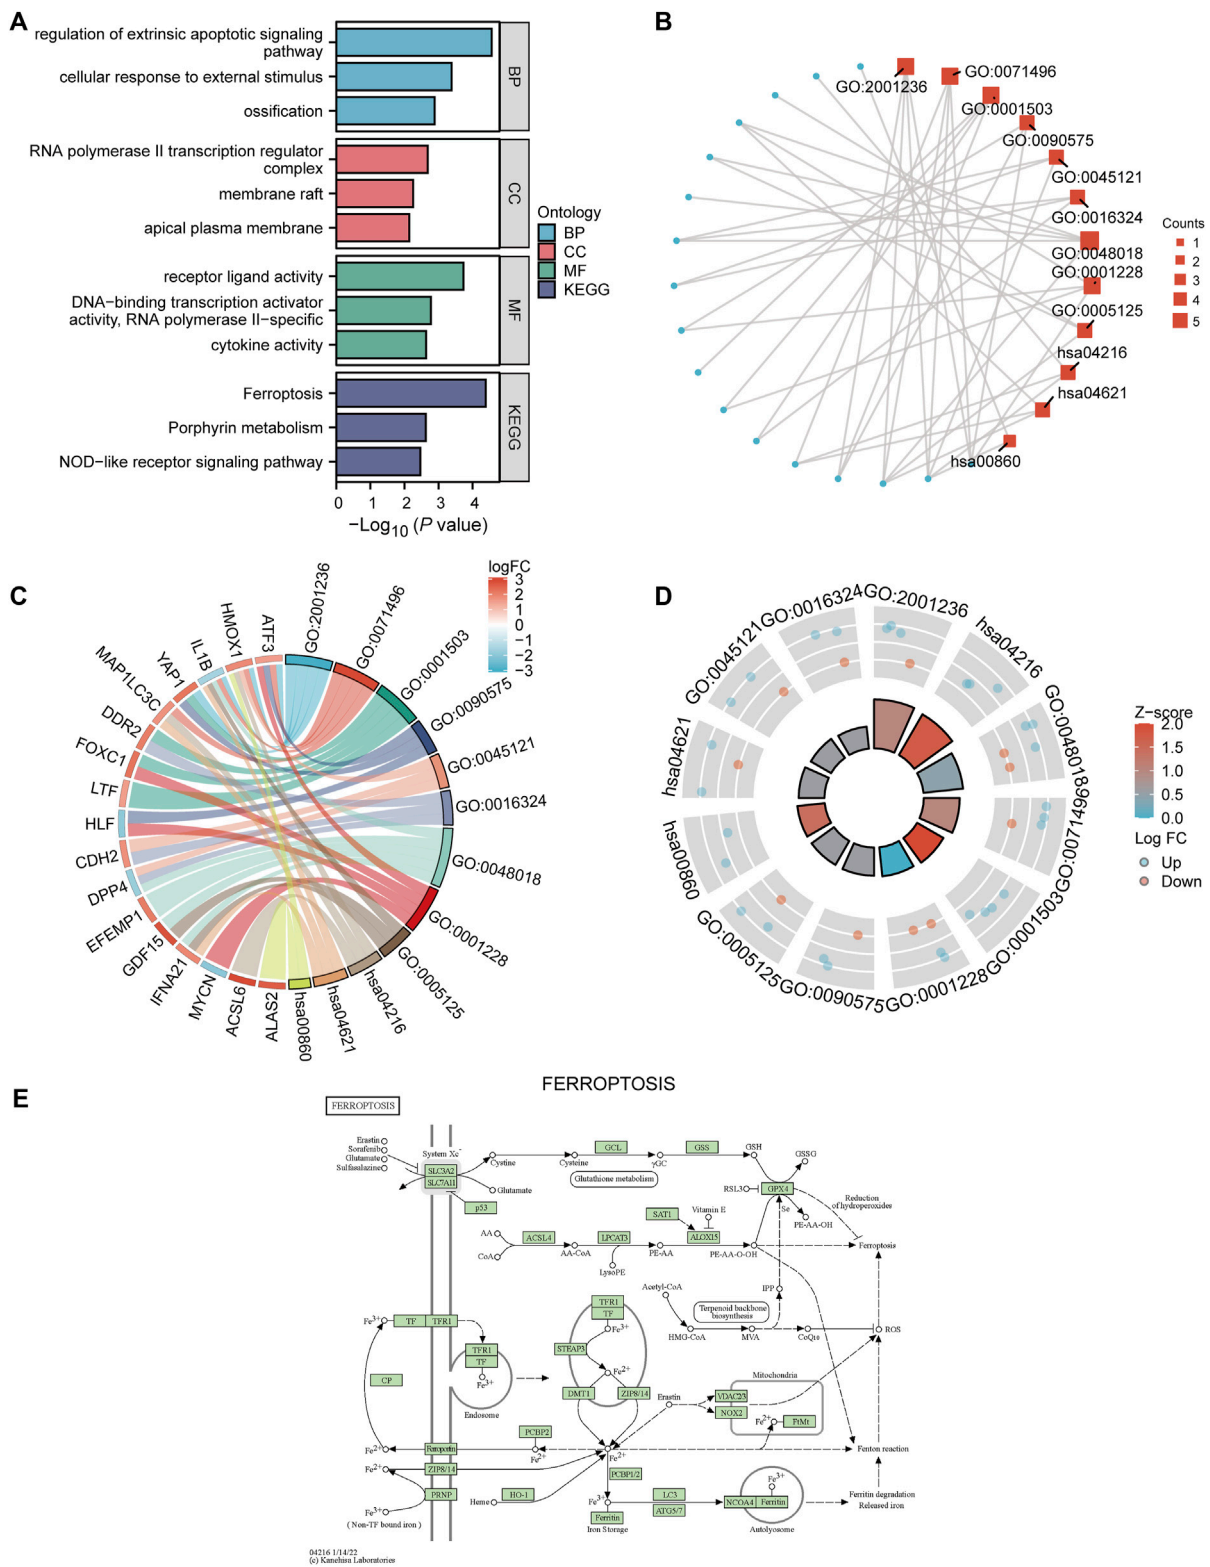 A
regulation of extrinsic apoptotic signaling
pathway
cellular response to external stimulus
ossification
BP
RNA polymerase II transcription regulator
complex
membrane raft
apical plasma membrane
CC
receptor ligand activity
DNA−binding transcription activator
activity, RNA polymerase II−specific
cytokine activity
MF
Ferroptosis
Porphyrin metabolism
NOD−like receptor signaling pathway
KEGG
0 1 2 3 4
−Log10 (P value)
Ontology
BP
CC
MF
KEGG
B
GO:2001236
GO:0071496
GO:0001503
GO:0090575
GO:0045121
GO:0016324
GO:0048018
GO:0001228
GO:0005125
hsa04216
hsa04621
hsa00860
Counts
1
2
3
4
5
C
logFC
3
2
1
0
−1
−2
−3
GO:2001236
GO:0071496
GO:0001503
GO:0090575
GO:0045121
GO:0016324
GO:0048018
GO:0001228
GO:0005125
hsa04216
hsa04621
hsa00860
ALAS2
ACSL6
MYCN
IFNA21
GDF15
EFEMP1
DPP4
CDH2
HLF
LTF
FOXC1
DDR2
MAP1LC3C
YAP1
IL1B
HMOX1
ATF3
D
GO:2001236
hsa04216
GO:0048018
GO:0071496
GO:0001503
GO:0001228
GO:0090575
GO:0005125
hsa00860
hsa04621
GO:0045121
GO:0016324
Z−score
2.0
1.5
1.0
0.5
0.0
Log FC
Up
Down
E
FERROPTOSIS
FERROPTOSIS
Erastin
Sorafenib
Glutamate
Sulfasalazine
System Xc-
SLC3A2
SLC7A11
p53
Cystine
Glutamate
Cysteine
GCL
γGC
GSS
GSH
GSSG
Glutathione metabolism
RSL3
GPX4
Se
PE-AA-OH
Reduction
of hydroperoxides
AA
CoA
ACSL4
AA-CoA
LPCAT3
LysoPE
PE-AA
SAT1
Vitamin E
ALOX15
PE-AA-O-OH
Ferroptosis
Acetyl-CoA
Terpenoid backbone
biosynthesis
IPP
HMG-CoA
MVA
CoQ10
ROS
Fe3+
TF
TFR1
TFR1
TF
Fe3+
Endosome
CP
TFR1
TF
Fe3+
STEAP3
Fe2+
DMT1
ZIP8/14
Erastin
Mitochondria
VDAC2/3
NOX2
Fe2+
FtMt
Fe2+
Ferroportin
PCBP2
Fe2+
Fe2+
Fenton reaction
Fe2+
ZIP8/14
PRNP
Fe3+
( Non-TF bound iron )
Heme
HO-1
PCBP1/2
Fe3+
Ferritin
Iron Storage
LC3
ATG5/7
Fe3+
NCOA4
Ferritin
Autolyosome
Ferritin degradation
Released iron
04216 1/14/22
(c) Kanehisa Laboratories